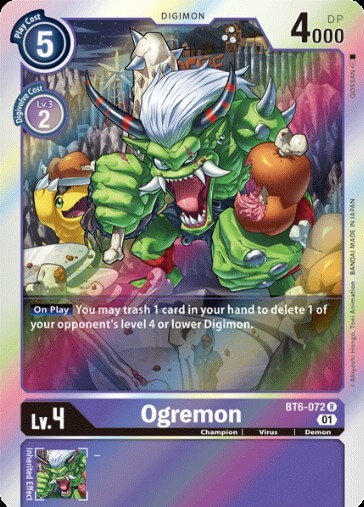 Play Cost
5
DIGIMON
4000
DP
Digivolve Cost
Lv.3
2
GOSSAN
©Akiyoshi Hongo, Toei Animation BANDAI MADE IN JAPAN
On Play You may trash 1 card in your hand to delete 1 of
your opponent's level 4 or lower Digimon.
Lv.4
Ogremon
BT6-072 R
01
Champion | Virus | Demon
Inherited Effect
–